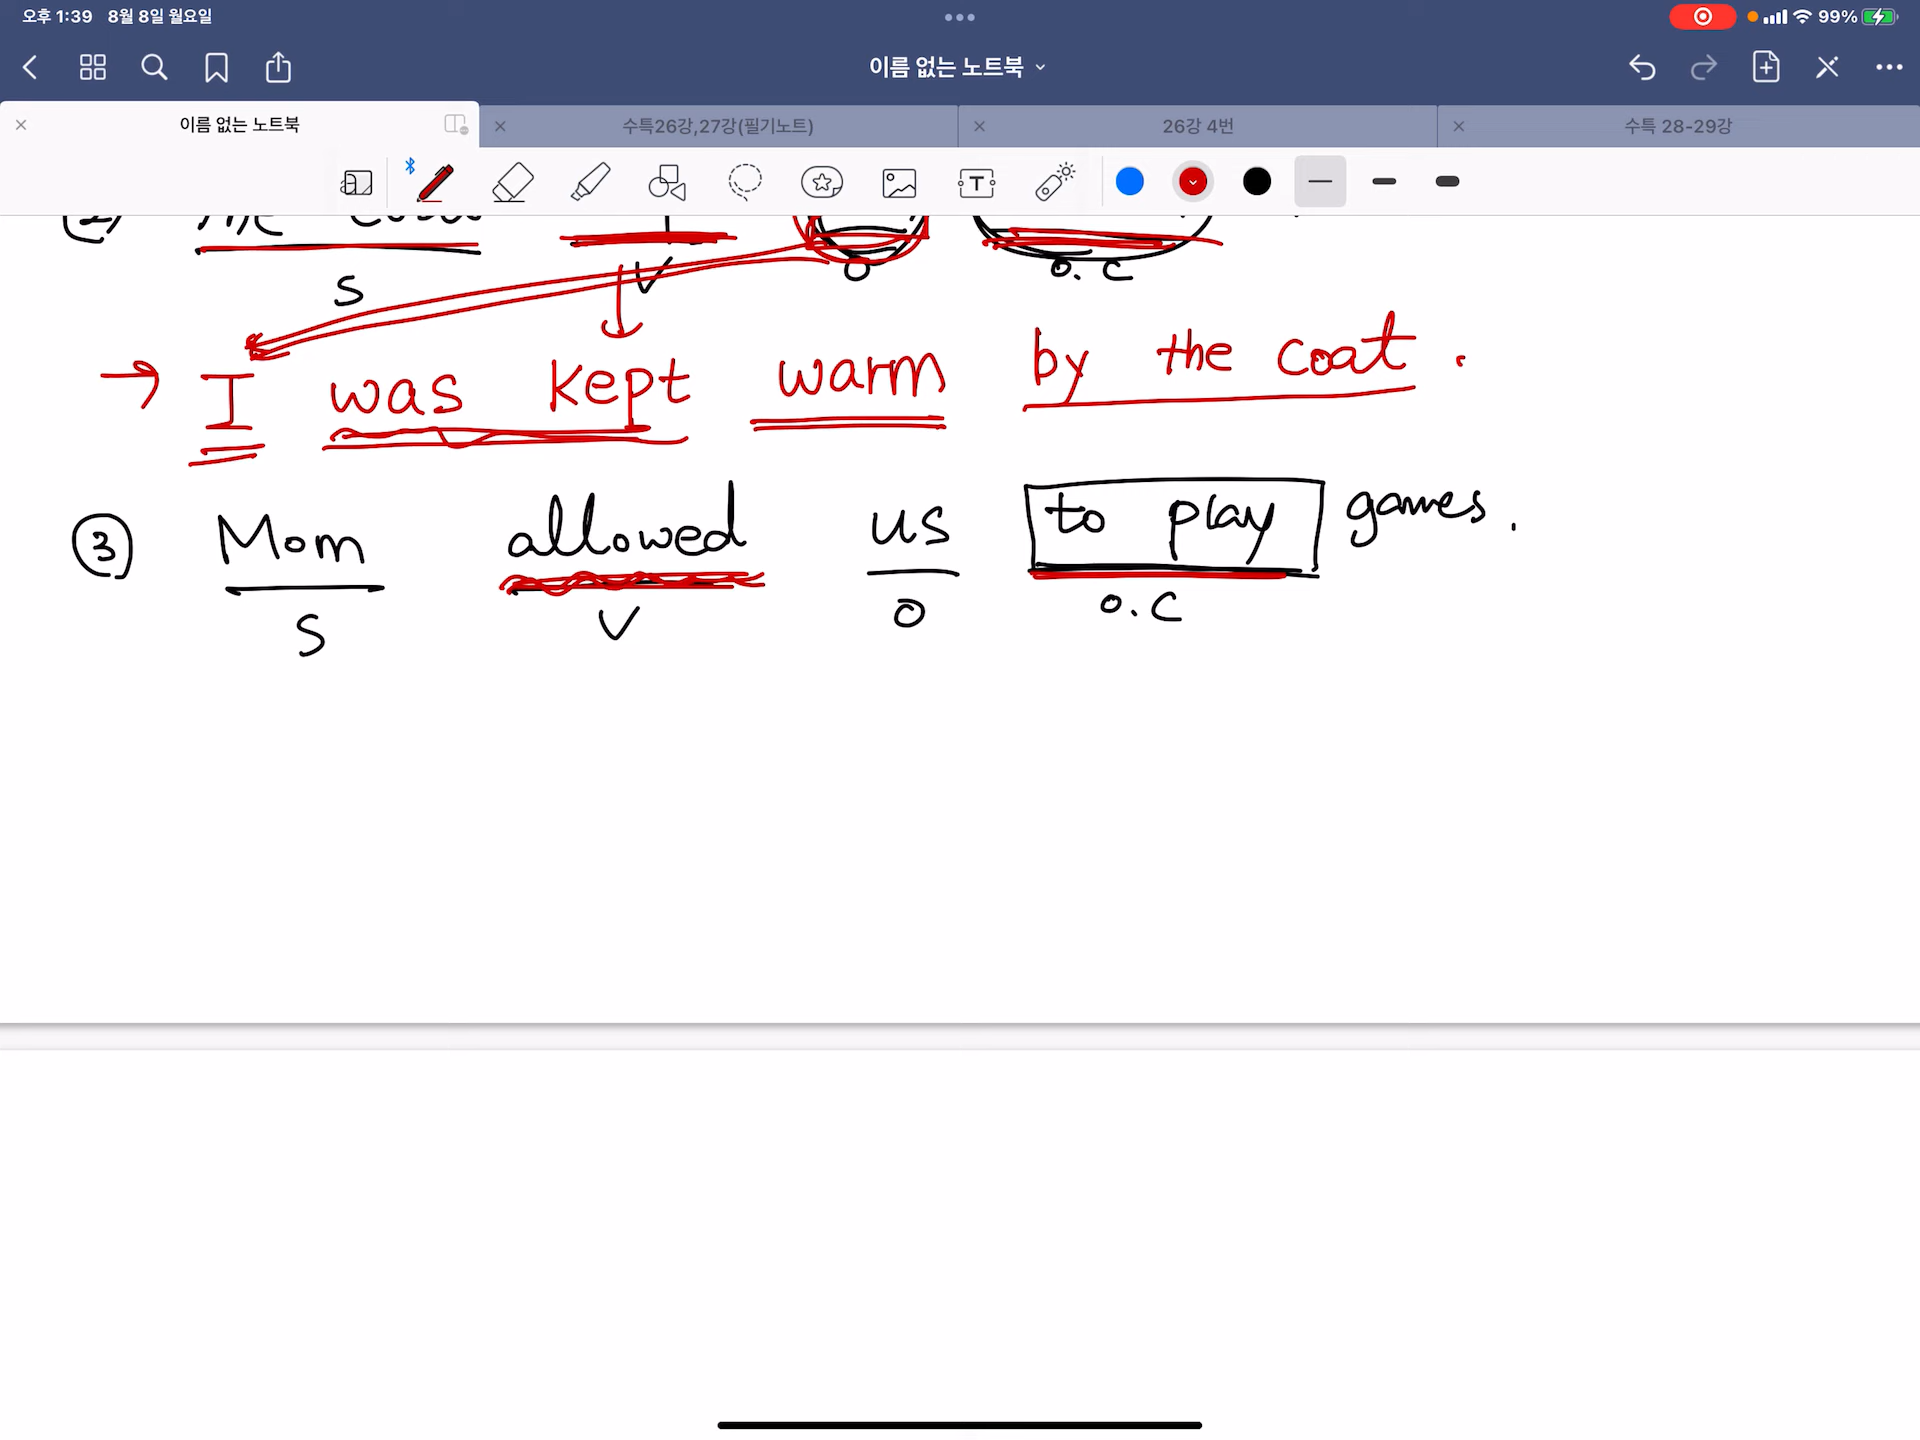 오후 1:39 8월 8일 월요일 99%
이름 없는 노트북
이름 없는 노트북 수특26강,27강(필기노트) 26강 4번 수특 28-29강
S V O O.C
→ I was kept warm by the coat.
③ Mom allowed us to play games.
S V O O.C